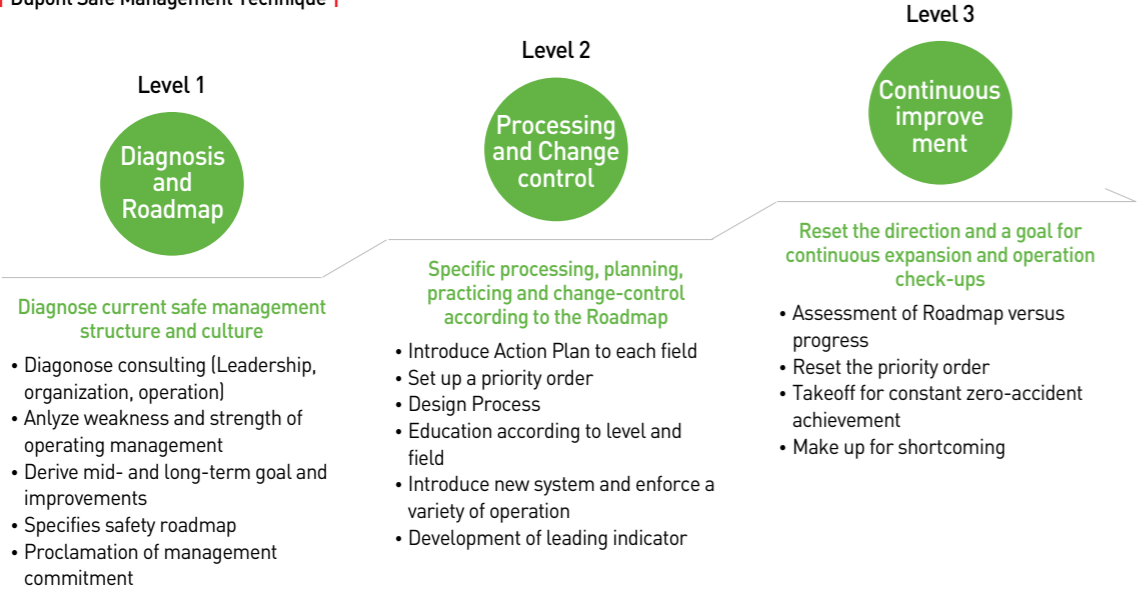 Dupont Safe Management Technique
Level 1
Diagnosis
and
Roadmap
Diagnose current safe management
structure and culture
• Diagonose consulting (Leadership,
organization, operation)
• Anlyze weakness and strength of
operating management
• Derive mid- and long-term goal and
improvements
• Specifies safety roadmap
• Proclamation of management
commitment
Level 2
Processing
and Change
control
Specific processing, planning,
practicing and change-control
according to the Roadmap
• Introduce Action Plan to each field
• Set up a priority order
• Design Process
• Education according to level and
field
• Introduce new system and enforce a
variety of operation
• Development of leading indicator
Level 3
Continuous
improve
ment
Reset the direction and a goal for
continuous expansion and operation
check-ups
• Assessment of Roadmap versus
progress
• Reset the priority order
• Takeoff for constant zero-accident
achievement
• Make up for shortcoming